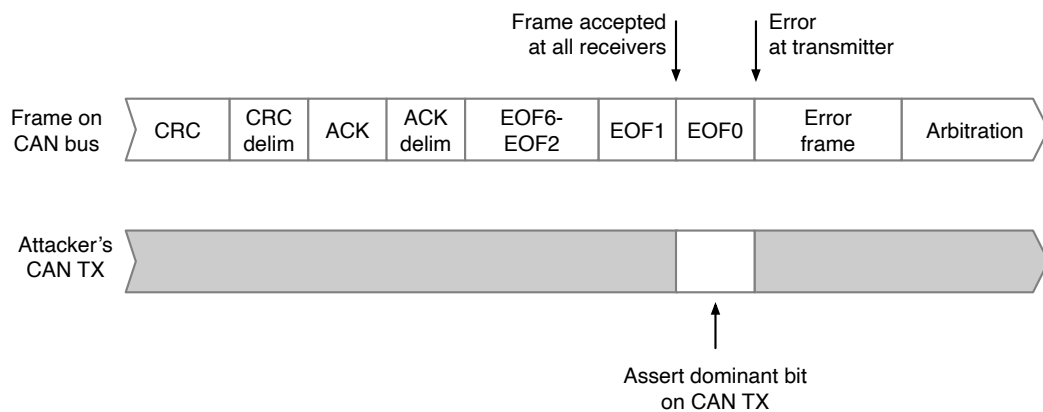 Frame accepted
at all receivers
Error
at transmitter
Frame on
CAN bus
CRC
CRC
delim
ACK
ACK
delim
EOF6-
EOF2
EOF1
EOF0
Error
frame
Arbitration
Attacker's
CAN TX
Assert dominant bit
on CAN TX